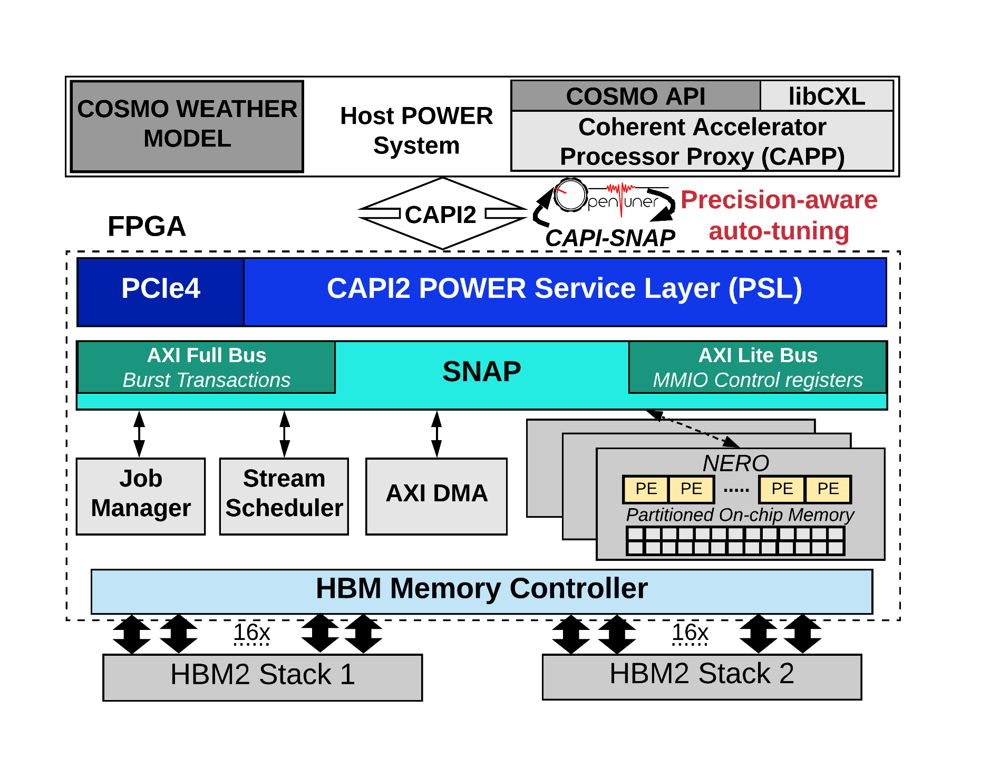 COSMO WEATHER
MODEL
Host POWER
System
COSMO API
libCXL
Coherent Accelerator
Processor Proxy (CAPP)
CAPI2
penTuner
CAPI-SNAP
Precision-aware
auto-tuning
FPGA
PCIe4
CAPI2 POWER Service Layer (PSL)
AXI Full Bus
Burst Transactions
SNAP
AXI Lite Bus
MMIO Control registers
Job
Manager
Stream
Scheduler
AXI DMA
NERO
PE PE ..... PE PE
Partitioned On-chip Memory
HBM Memory Controller
16x
16x
HBM2 Stack 1
HBM2 Stack 2